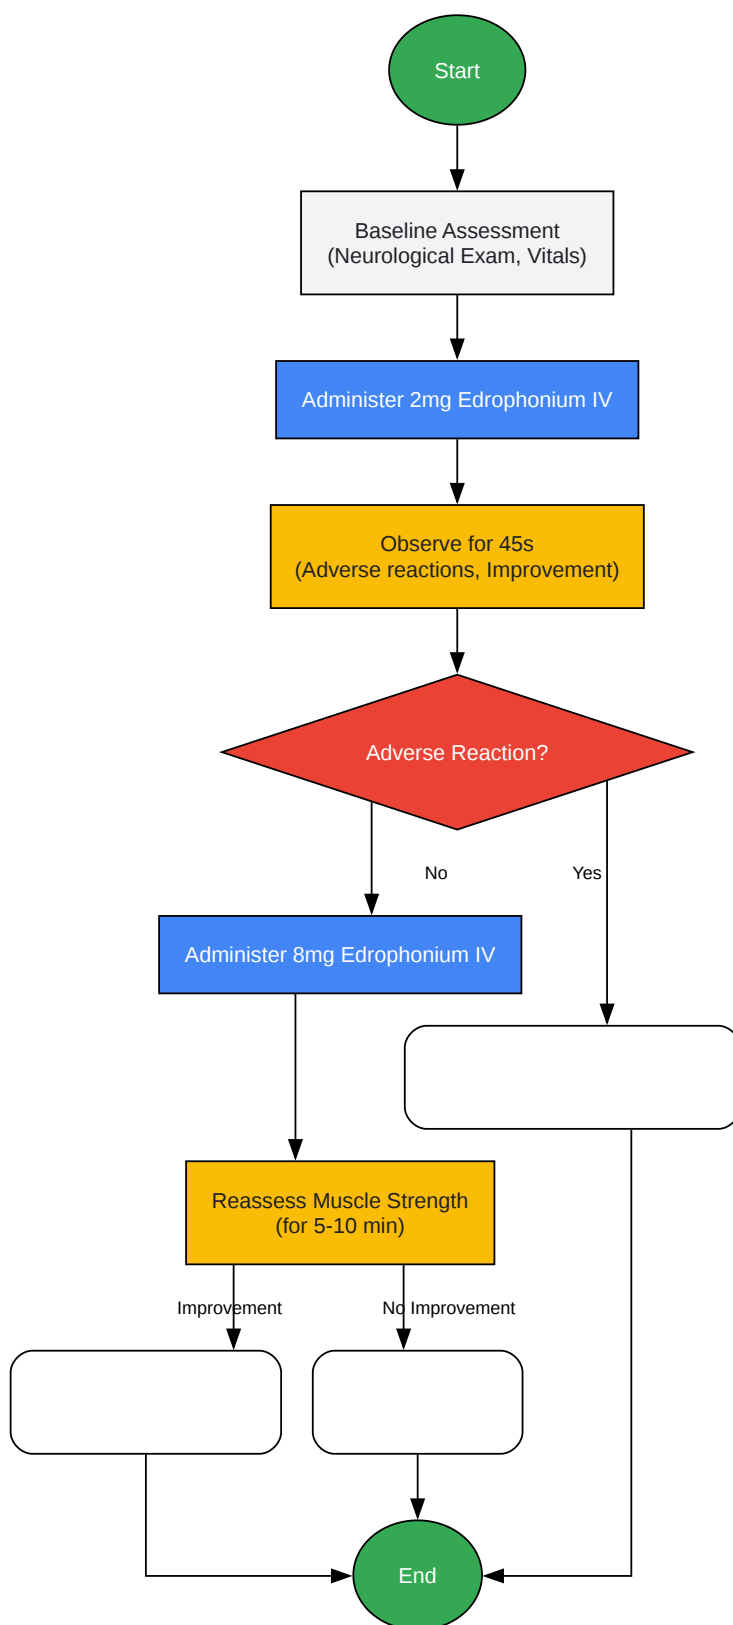 Start
Baseline Assessment
(Neurological Exam, Vitals)
Administer 2mg Edrophonium IV
Observe for 45s
(Adverse reactions, Improvement)
Adverse Reaction?
No
Yes
Administer 8mg Edrophonium IV
Reassess Muscle Strength
(for 5-10 min)
Improvement
No Improvement
End